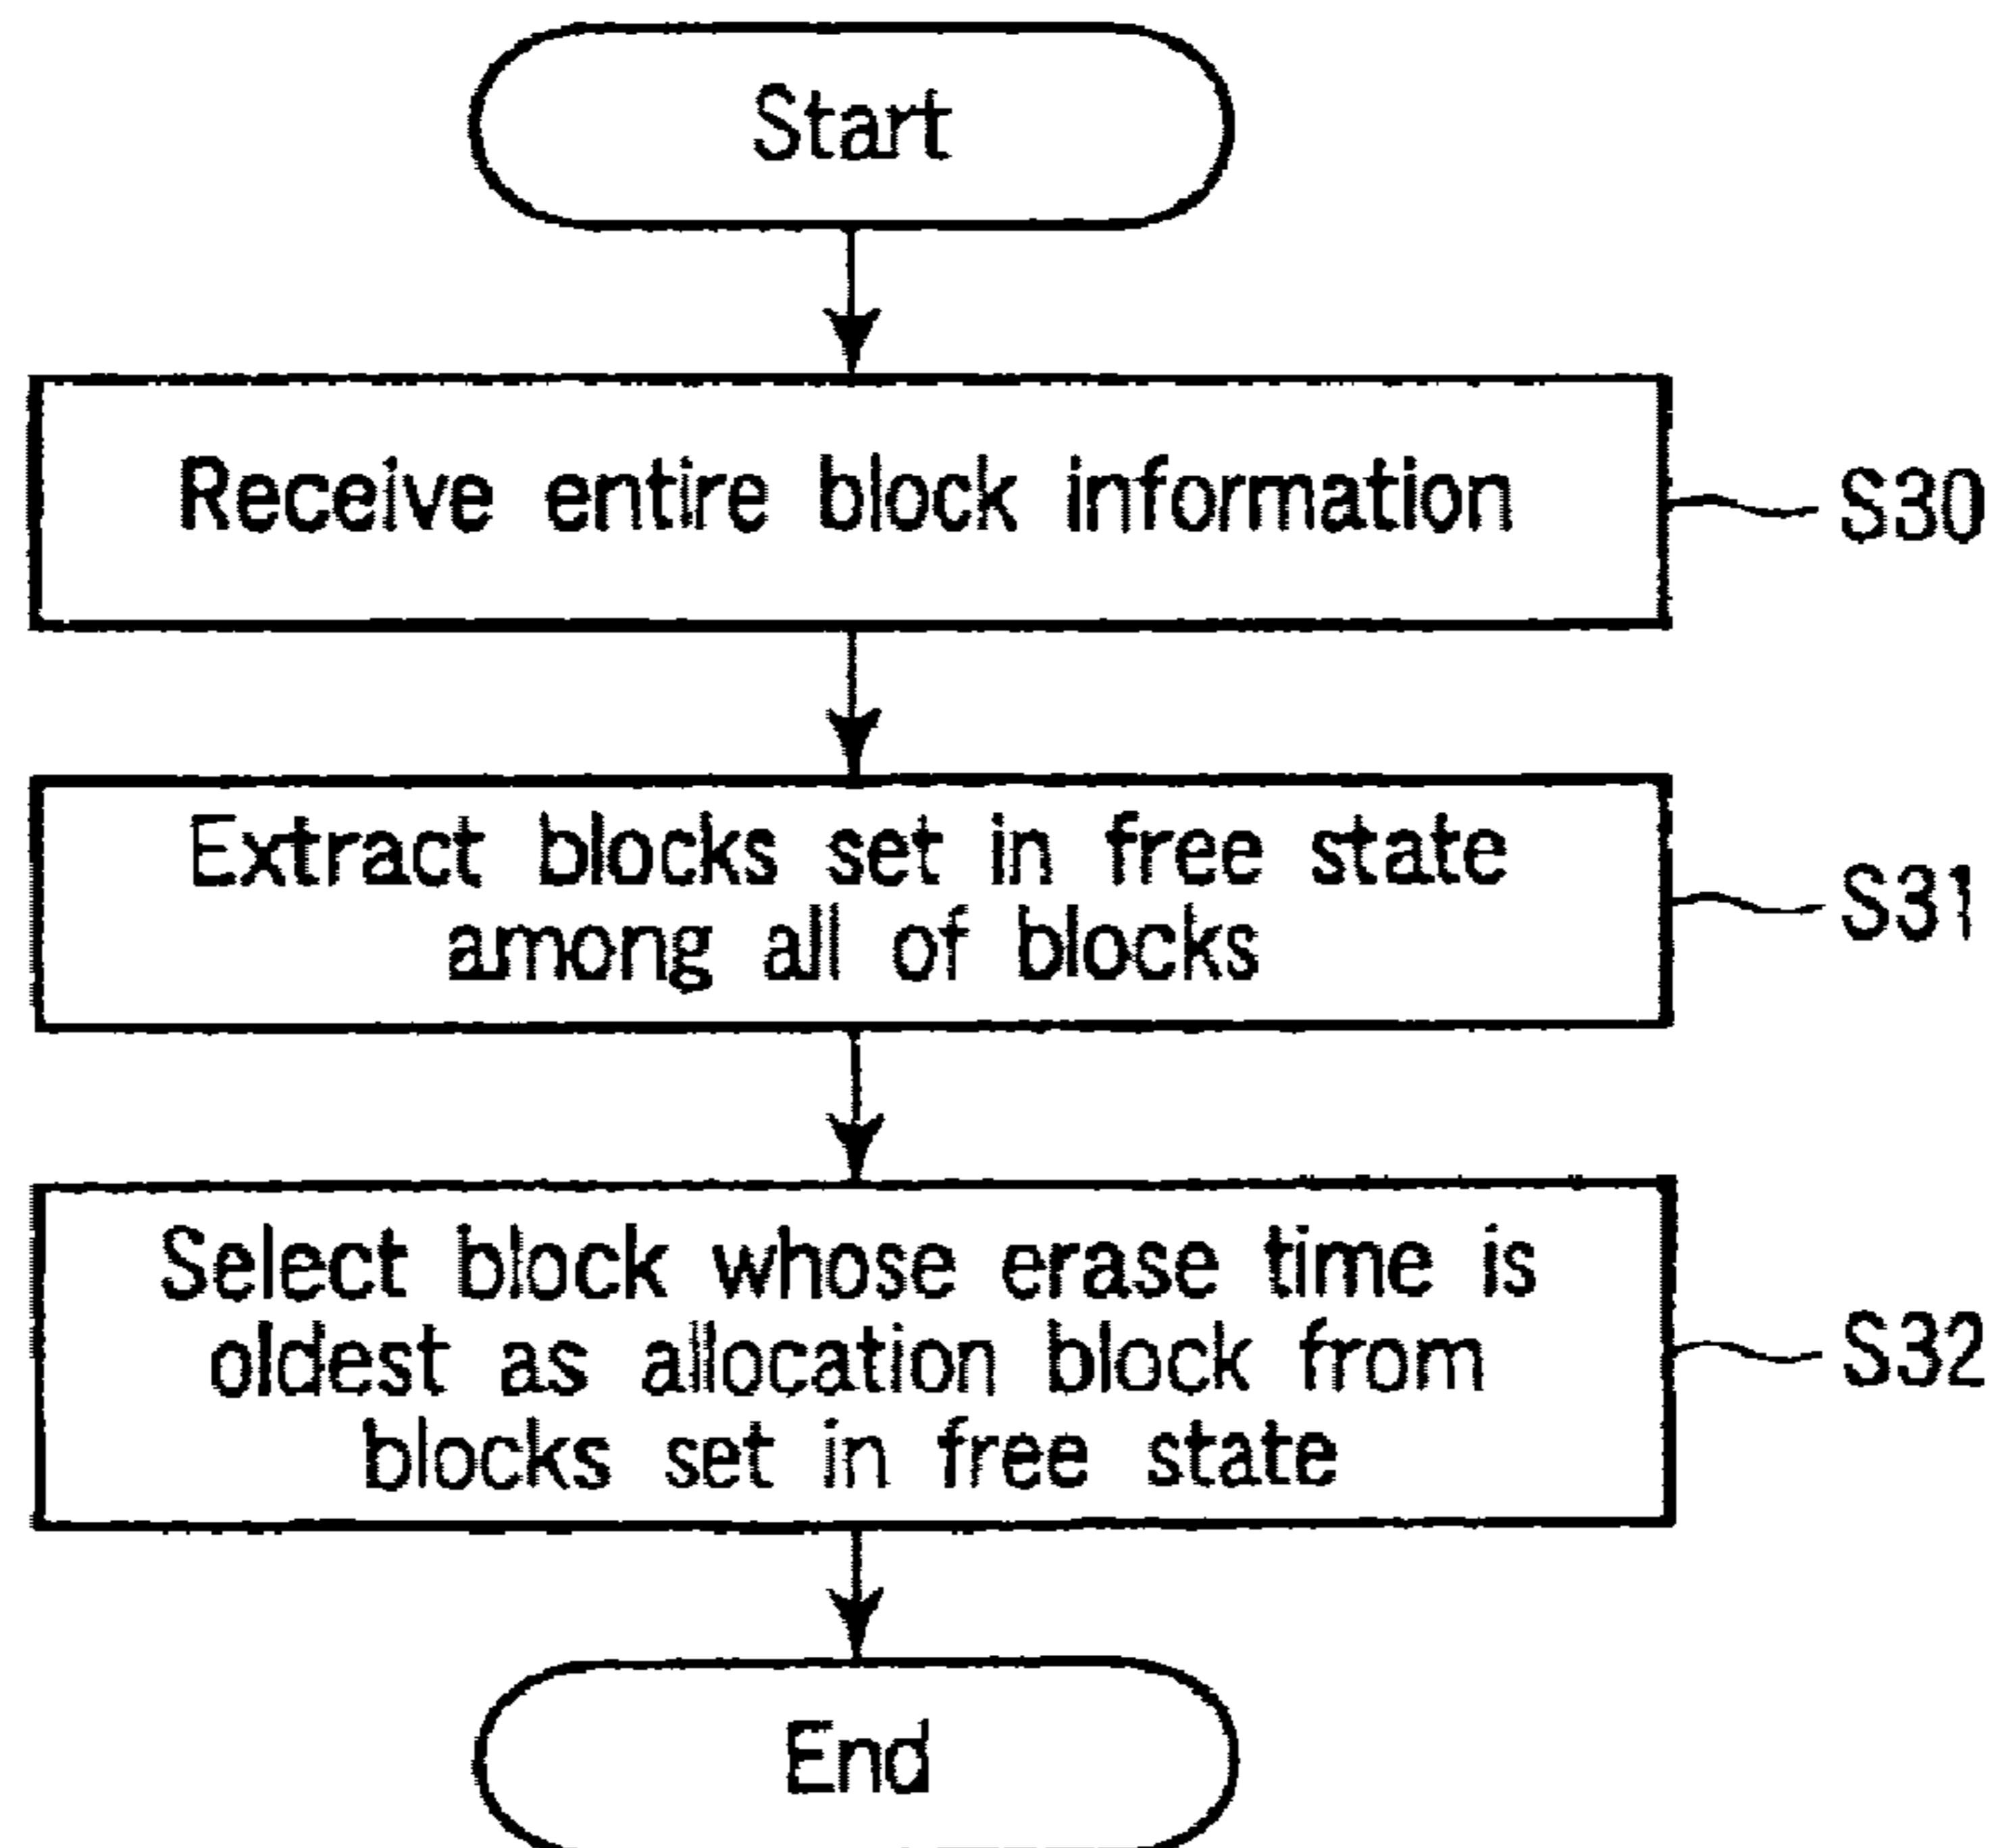 Start
Receive entire block information
S30
Extract blocks set in free state
among all of blocks
S31
Select block whose erase time is
oldest as allocation block from
blocks set in free state
S32
End